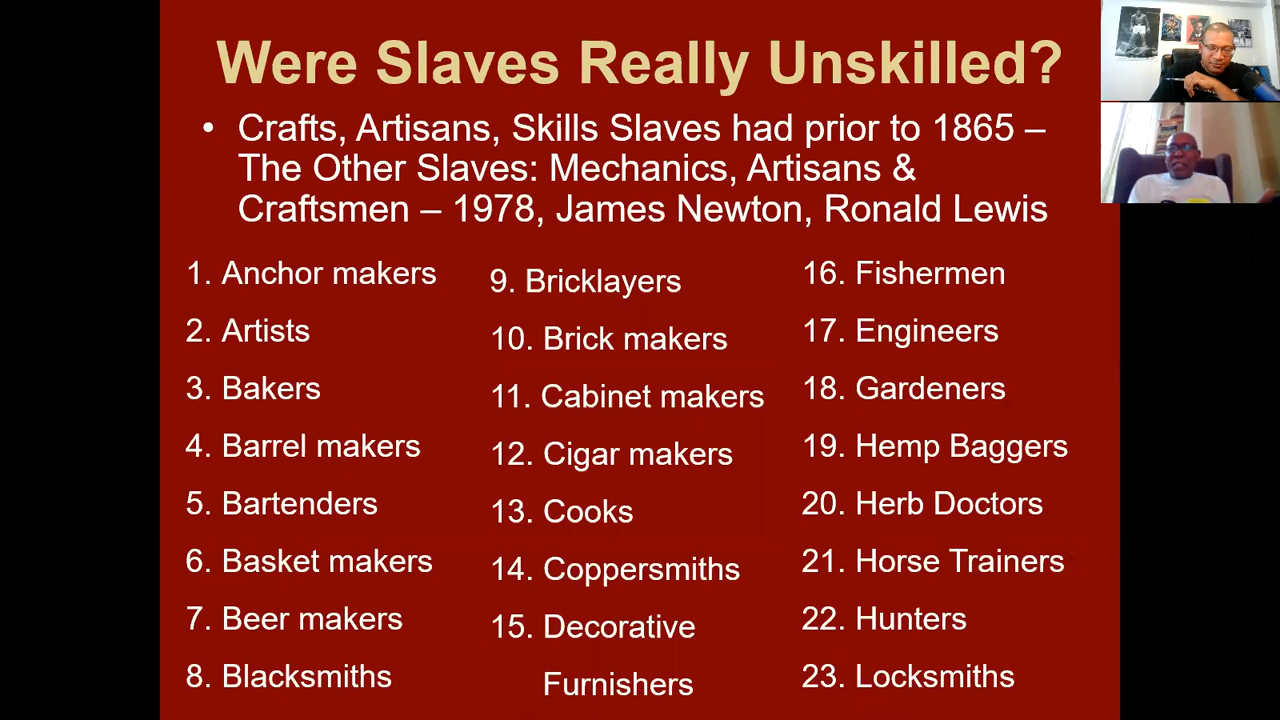 Were Slaves Really Unskilled?
• Crafts, Artisans, Skills Slaves had prior to 1865 –
The Other Slaves: Mechanics, Artisans &
Craftsmen – 1978, James Newton, Ronald Lewis
1. Anchor makers
2. Artists
3. Bakers
4. Barrel makers
5. Bartenders
6. Basket makers
7. Beer makers
8. Blacksmiths
9. Bricklayers
10. Brick makers
11. Cabinet makers
12. Cigar makers
13. Cooks
14. Coppersmiths
15. Decorative
Furnishers
16. Fishermen
17. Engineers
18. Gardeners
19. Hemp Baggers
20. Herb Doctors
21. Horse Trainers
22. Hunters
23. Locksmiths